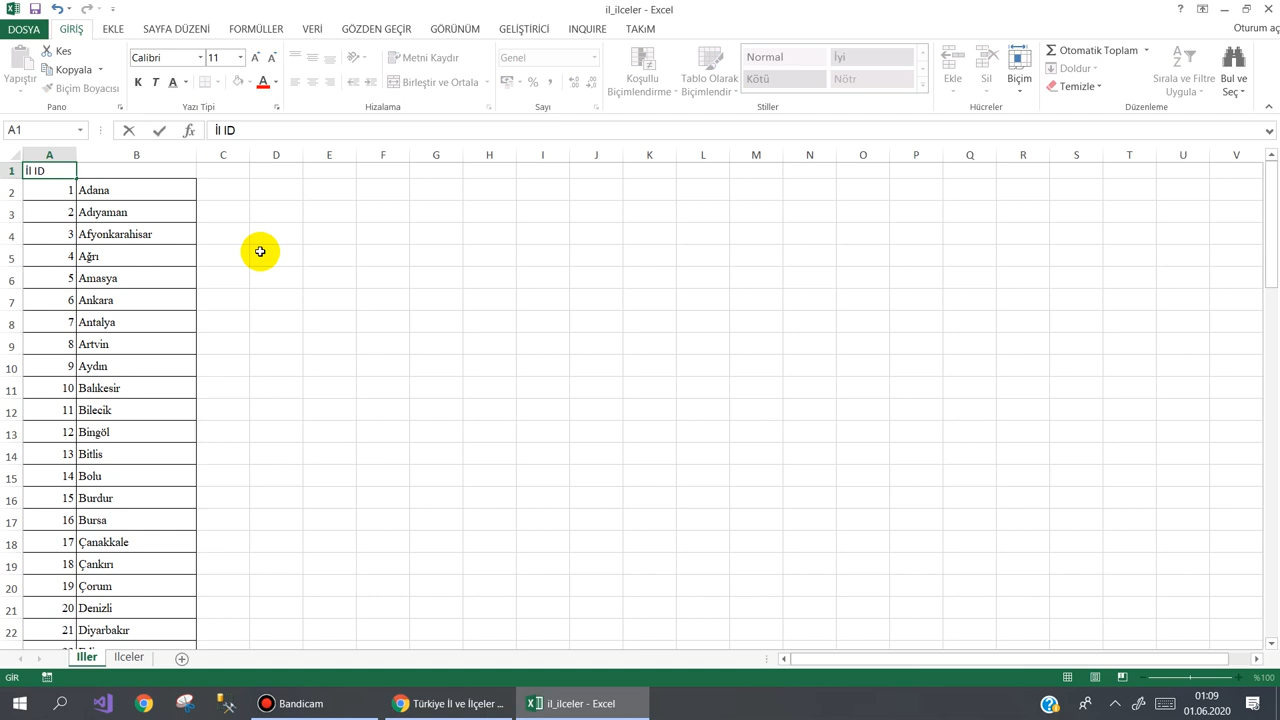 il_ilceler - Excel
DOSYA GİRİŞ EKLE SAYFA DÜZENİ FORMÜLLER VERİ GÖZDEN GEÇİR GÖRÜNÜM GELİŞTİRİCİ INQUIRE TAKıM Oturum aç
Yapıştır
Kes
Kopyala
Biçim Boyacısı
Pano
Calibri 11
K T A
Yazı Tipi
Metni Kaydır
Birleştir ve Ortala
Hizalama
Genel
%
Sayı
Koşullu Biçimlendirme
Tablo Olarak Biçimlendir
Normal İyi
Kötü Nötr
Stiller
Ekle Sil Biçim
Hücreler
Otomatik Toplam
Doldur
Temizle
Sırala ve Filtre Uygula
Bul ve Seç
Düzenleme
A1 fx İl ID
A B C D E F G H I J K L M N O P Q R S T U V
1 İl ID
2 1 Adana
3 2 Adıyaman
4 3 Afyonkarahisar
5 4 Ağrı
6 5 Amasya
7 6 Ankara
8 7 Antalya
9 8 Artvin
10 9 Aydın
11 10 Balıkesir
12 11 Bilecik
13 12 Bingöl
14 13 Bitlis
15 14 Bolu
16 15 Burdur
17 16 Bursa
18 17 Çanakkale
19 18 Çankırı
20 19 Çorum
21 20 Denizli
22 21 Diyarbakır
Iller Ilceler
GİR %100
Bandicam Türkiye İl ve İlçeler ... il_ilceler - Excel 01:09
01.06.2020